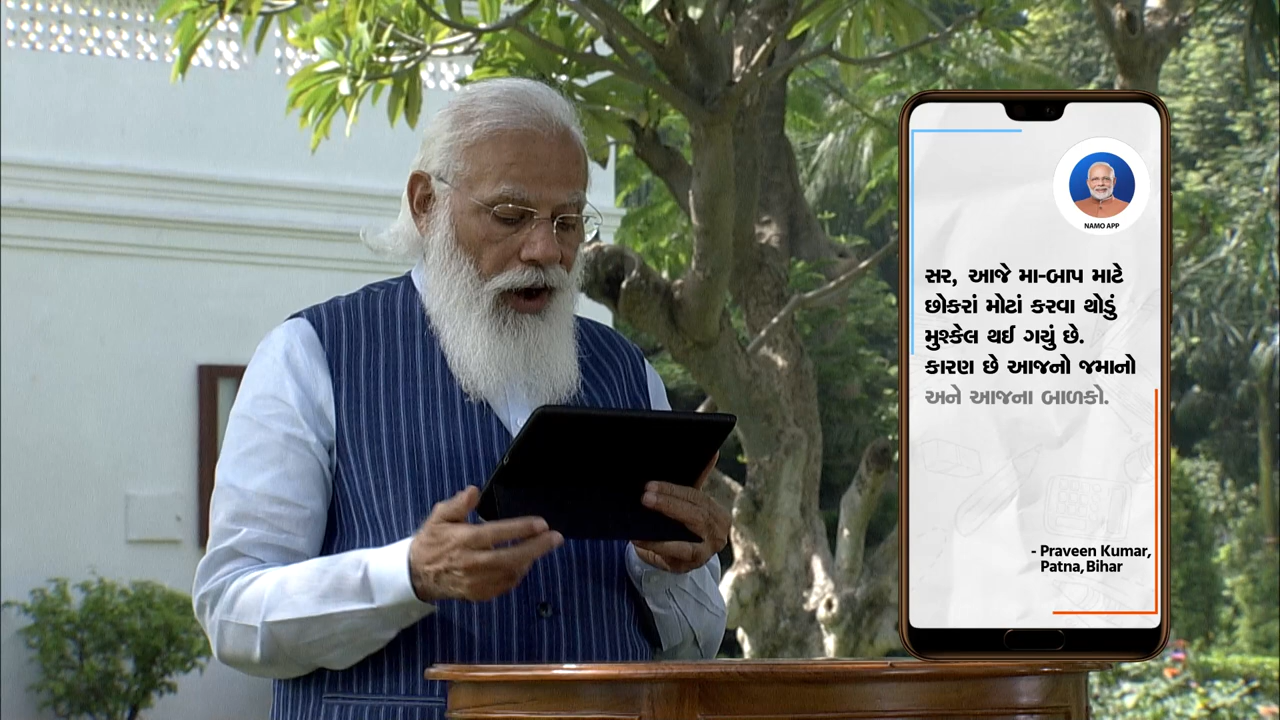 NAMO APP
સર, આજે મા-બાપ માટે
છોકરાં મોટાં કરવા થોડું
મુશ્કેલ થઈ ગયું છે.
કારણ છે આજનો જમાનો
અને આજના બાળકો.
- Praveen Kumar,
Patna, Bihar